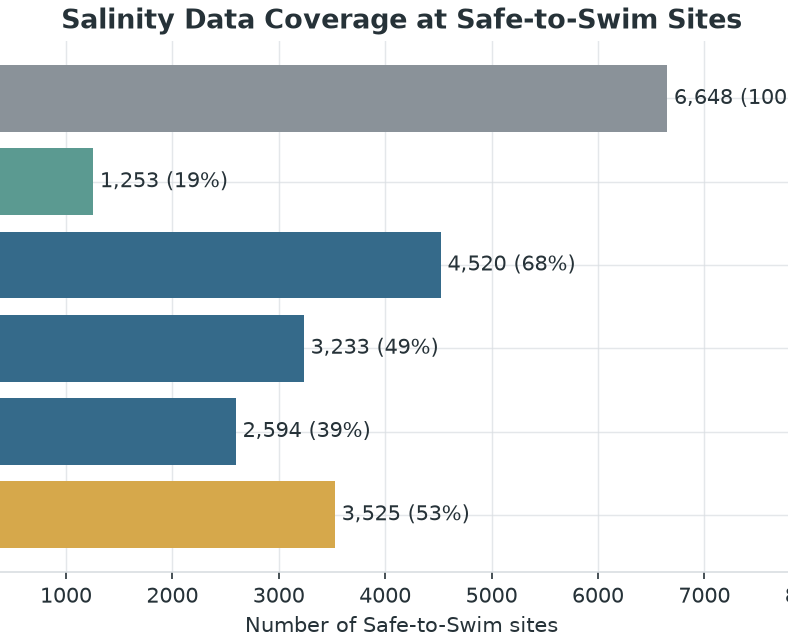 Salinity Data Coverage at Safe-to-Swim Sites
6,648 (100
1,253 (19%)
4,520 (68%)
3,233 (49%)
2,594 (39%)
3,525 (53%)
1000 2000 3000 4000 5000 6000 7000
Number of Safe-to-Swim sites